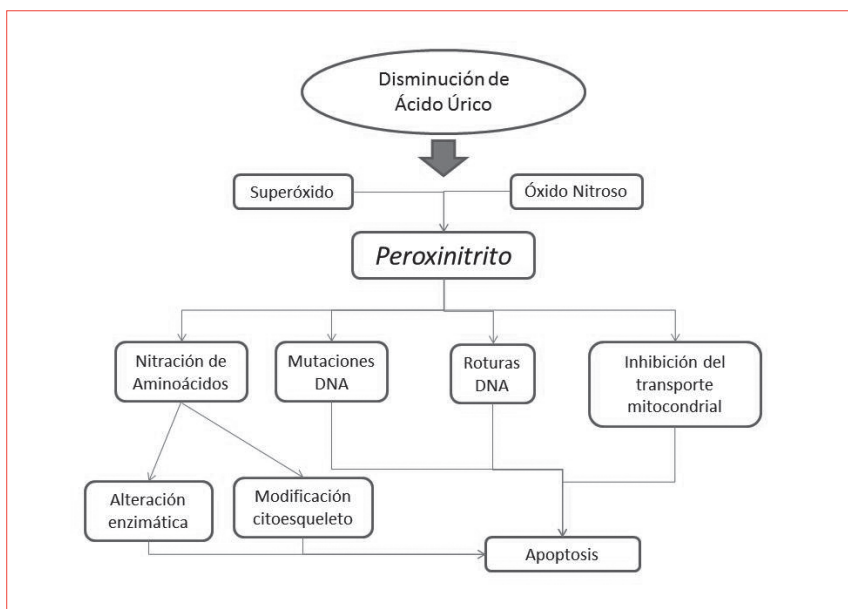 Disminución de
Ácido Úrico
Superóxido
Óxido Nitroso
Peroxinitrito
Nitración de
Aminoácidos
Mutaciones
DNA
Roturas
DNA
Inhibición del
transporte
mitocondrial
Alteración
enzimática
Modificación
citoesqueleto
Apoptosis